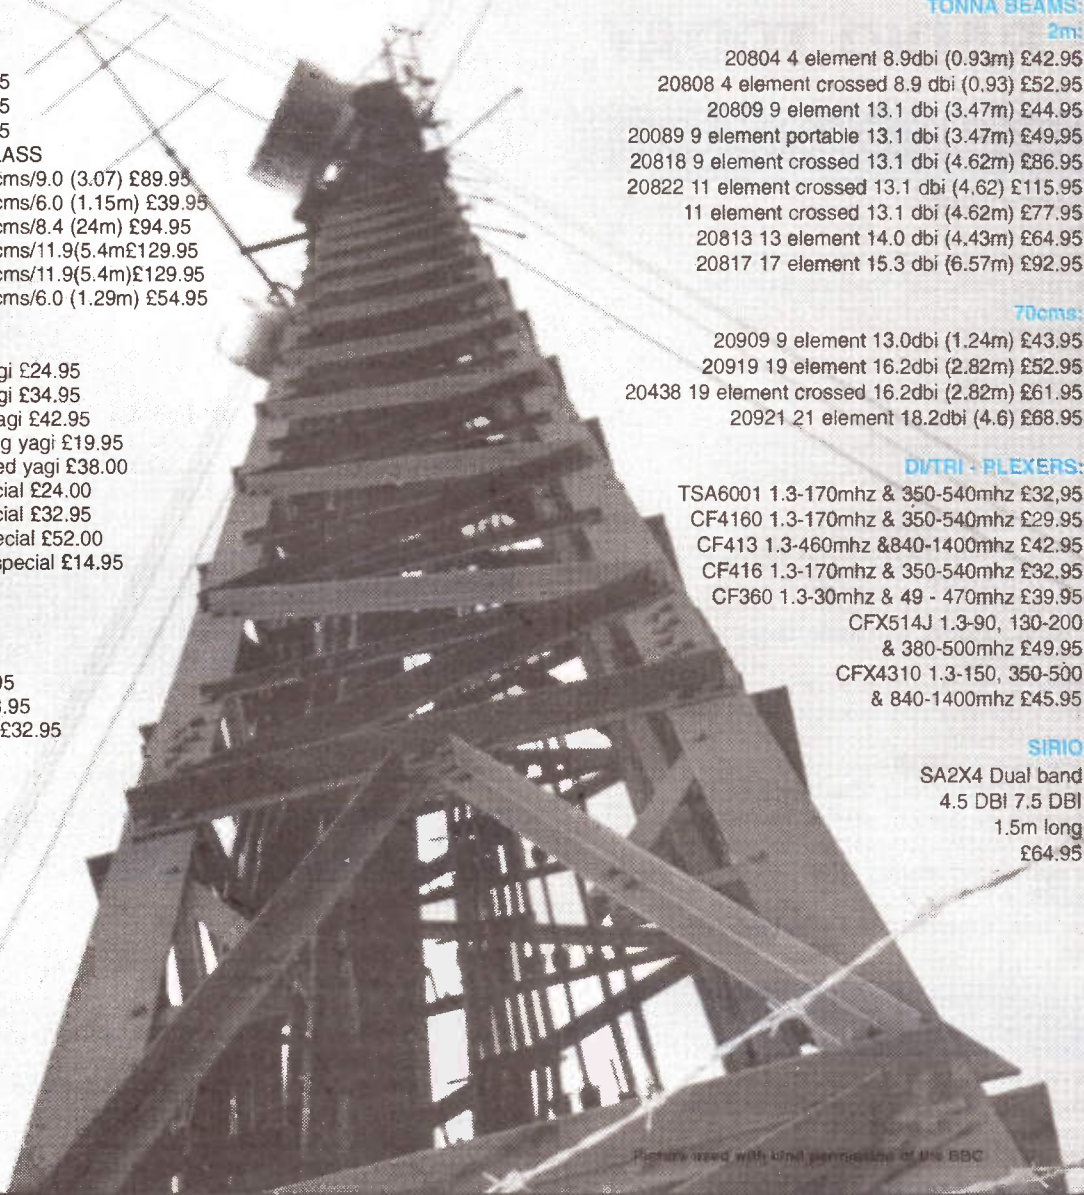 5
5
5
LASS
cms/9.0 (3.07) £89.95
cms/6.0 (1.15m) £39.95
cms/8.4 (24m) £94.95
cms/11.9(5.4m£129.95
cms/11.9(5.4m)£129.95
cms/6.0 (1.29m) £54.95
gi £24.95
gi £34.95
agi £42.95
g yagi £19.95
ed yagi £38.00
cial £24.00
cial £32.95
ecial £52.00
special £14.95
95
.95
£32.95
TONNA BEAMS:
2m:
20804 4 element 8.9dbi (0.93m) £42.95
20808 4 element crossed 8.9 dbi (0.93) £52.95
20809 9 element 13.1 dbi (3.47m) £44.95
20089 9 element portable 13.1 dbi (3.47m) £49.95
20818 9 element crossed 13.1 dbi (4.62m) £86.95
20822 11 element crossed 13.1 dbi (4.62) £115.95
11 element crossed 13.1 dbi (4.62m) £77.95
20813 13 element 14.0 dbi (4.43m) £64.95
20817 17 element 15.3 dbi (6.57m) £92.95
70cms:
20909 9 element 13.0dbi (1.24m) £43.95
20919 19 element 16.2dbi (2.82m) £52.95
20438 19 element crossed 16.2dbi (2.82m) £61.95
20921 21 element 18.2dbi (4.6) £68.95
DI/TRI - PLEXERS:
TSA6001 1.3-170mhz & 350-540mhz £32,95
CF4160 1.3-170mhz & 350-540mhz £29.95
CF413 1.3-460mhz &840-1400mhz £42.95
CF416 1.3-170mhz & 350-540mhz £32.95
CF360 1.3-30mhz & 49 - 470mhz £39.95
CFX514J 1.3-90, 130-200
& 380-500mhz £49.95
CFX4310 1.3-150, 350-500
& 840-1400mhz £45.95
SIRIO
SA2X4 Dual band
4.5 DBI 7.5 DBI
1.5m long
£64.95
Picture used with kind permission of the BBC